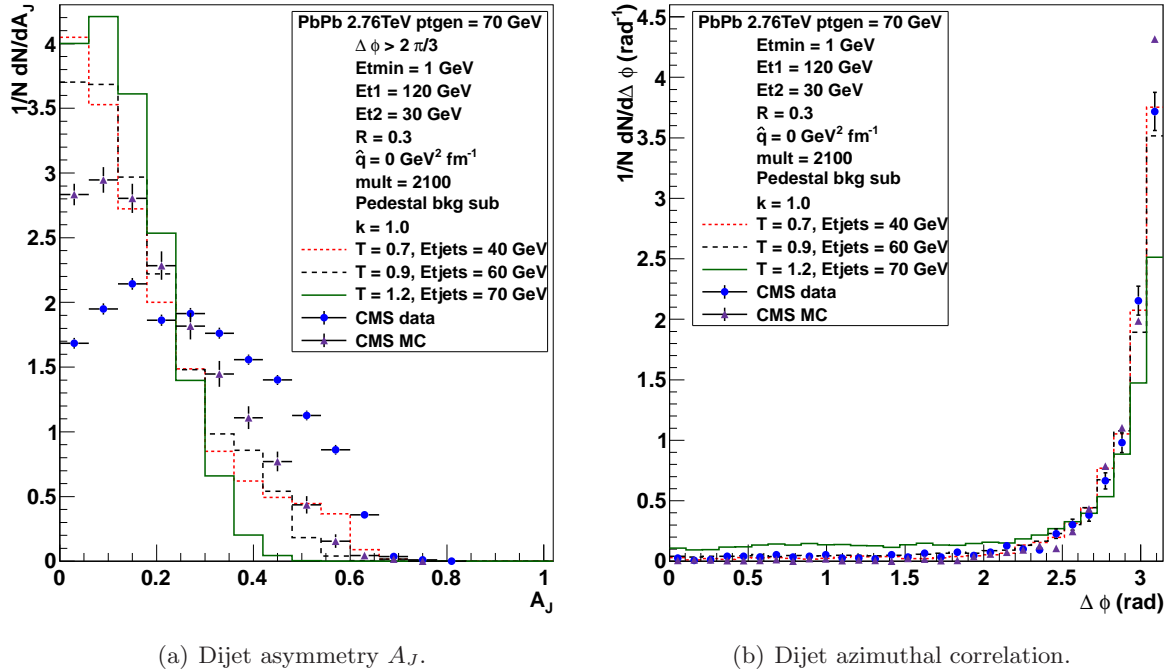 1/N dN/dA_J
4
3.5
3
2.5
2
1.5
1
0.5
0
0
0.2
0.4
0.6
0.8
1
A_J
PbPb 2.76TeV ptgen = 70 GeV
Δ ϕ > 2 π/3
Etmin = 1 GeV
Et1 = 120 GeV
Et2 = 30 GeV
R = 0.3
q̂ = 0 GeV² fm⁻¹
mult = 2100
Pedestal bkg sub
k = 1.0
T = 0.7, Etjets = 40 GeV
T = 0.9, Etjets = 60 GeV
T = 1.2, Etjets = 70 GeV
CMS data
CMS MC
(a) Dijet asymmetry A_J.
1/N dN/dΔ ϕ (rad⁻¹)
4.5
4
3.5
3
2.5
2
1.5
1
0.5
0
0
0.5
1
1.5
2
2.5
3
Δ ϕ (rad)
PbPb 2.76TeV ptgen = 70 GeV
Etmin = 1 GeV
Et1 = 120 GeV
Et2 = 30 GeV
R = 0.3
q̂ = 0 GeV² fm⁻¹
mult = 2100
Pedestal bkg sub
k = 1.0
T = 0.7, Etjets = 40 GeV
T = 0.9, Etjets = 60 GeV
T = 1.2, Etjets = 70 GeV
CMS data
CMS MC
(b) Dijet azimuthal correlation.